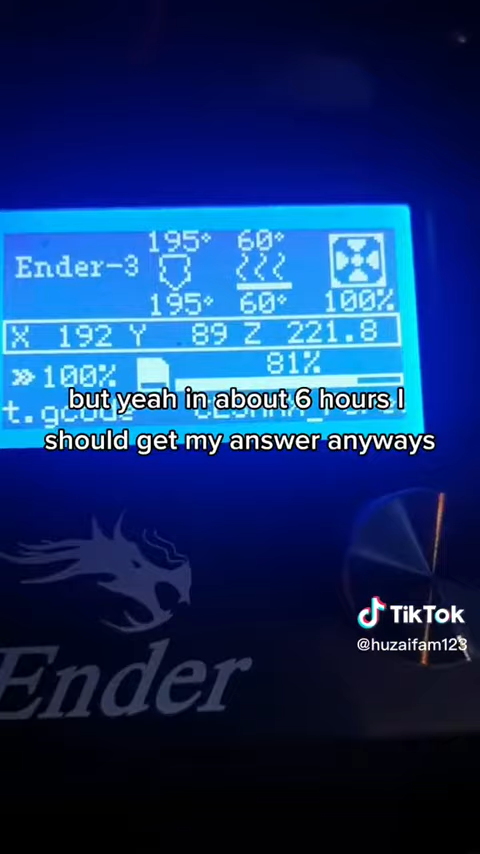 195° 60°
Ender-3
195° 60° 100%
X 192 Y 89 Z 221.8
100% 81%
t.gcode
but yeah in about 6 hours I
should get my answer anyways
Ender
TikTok
@huzaifam123